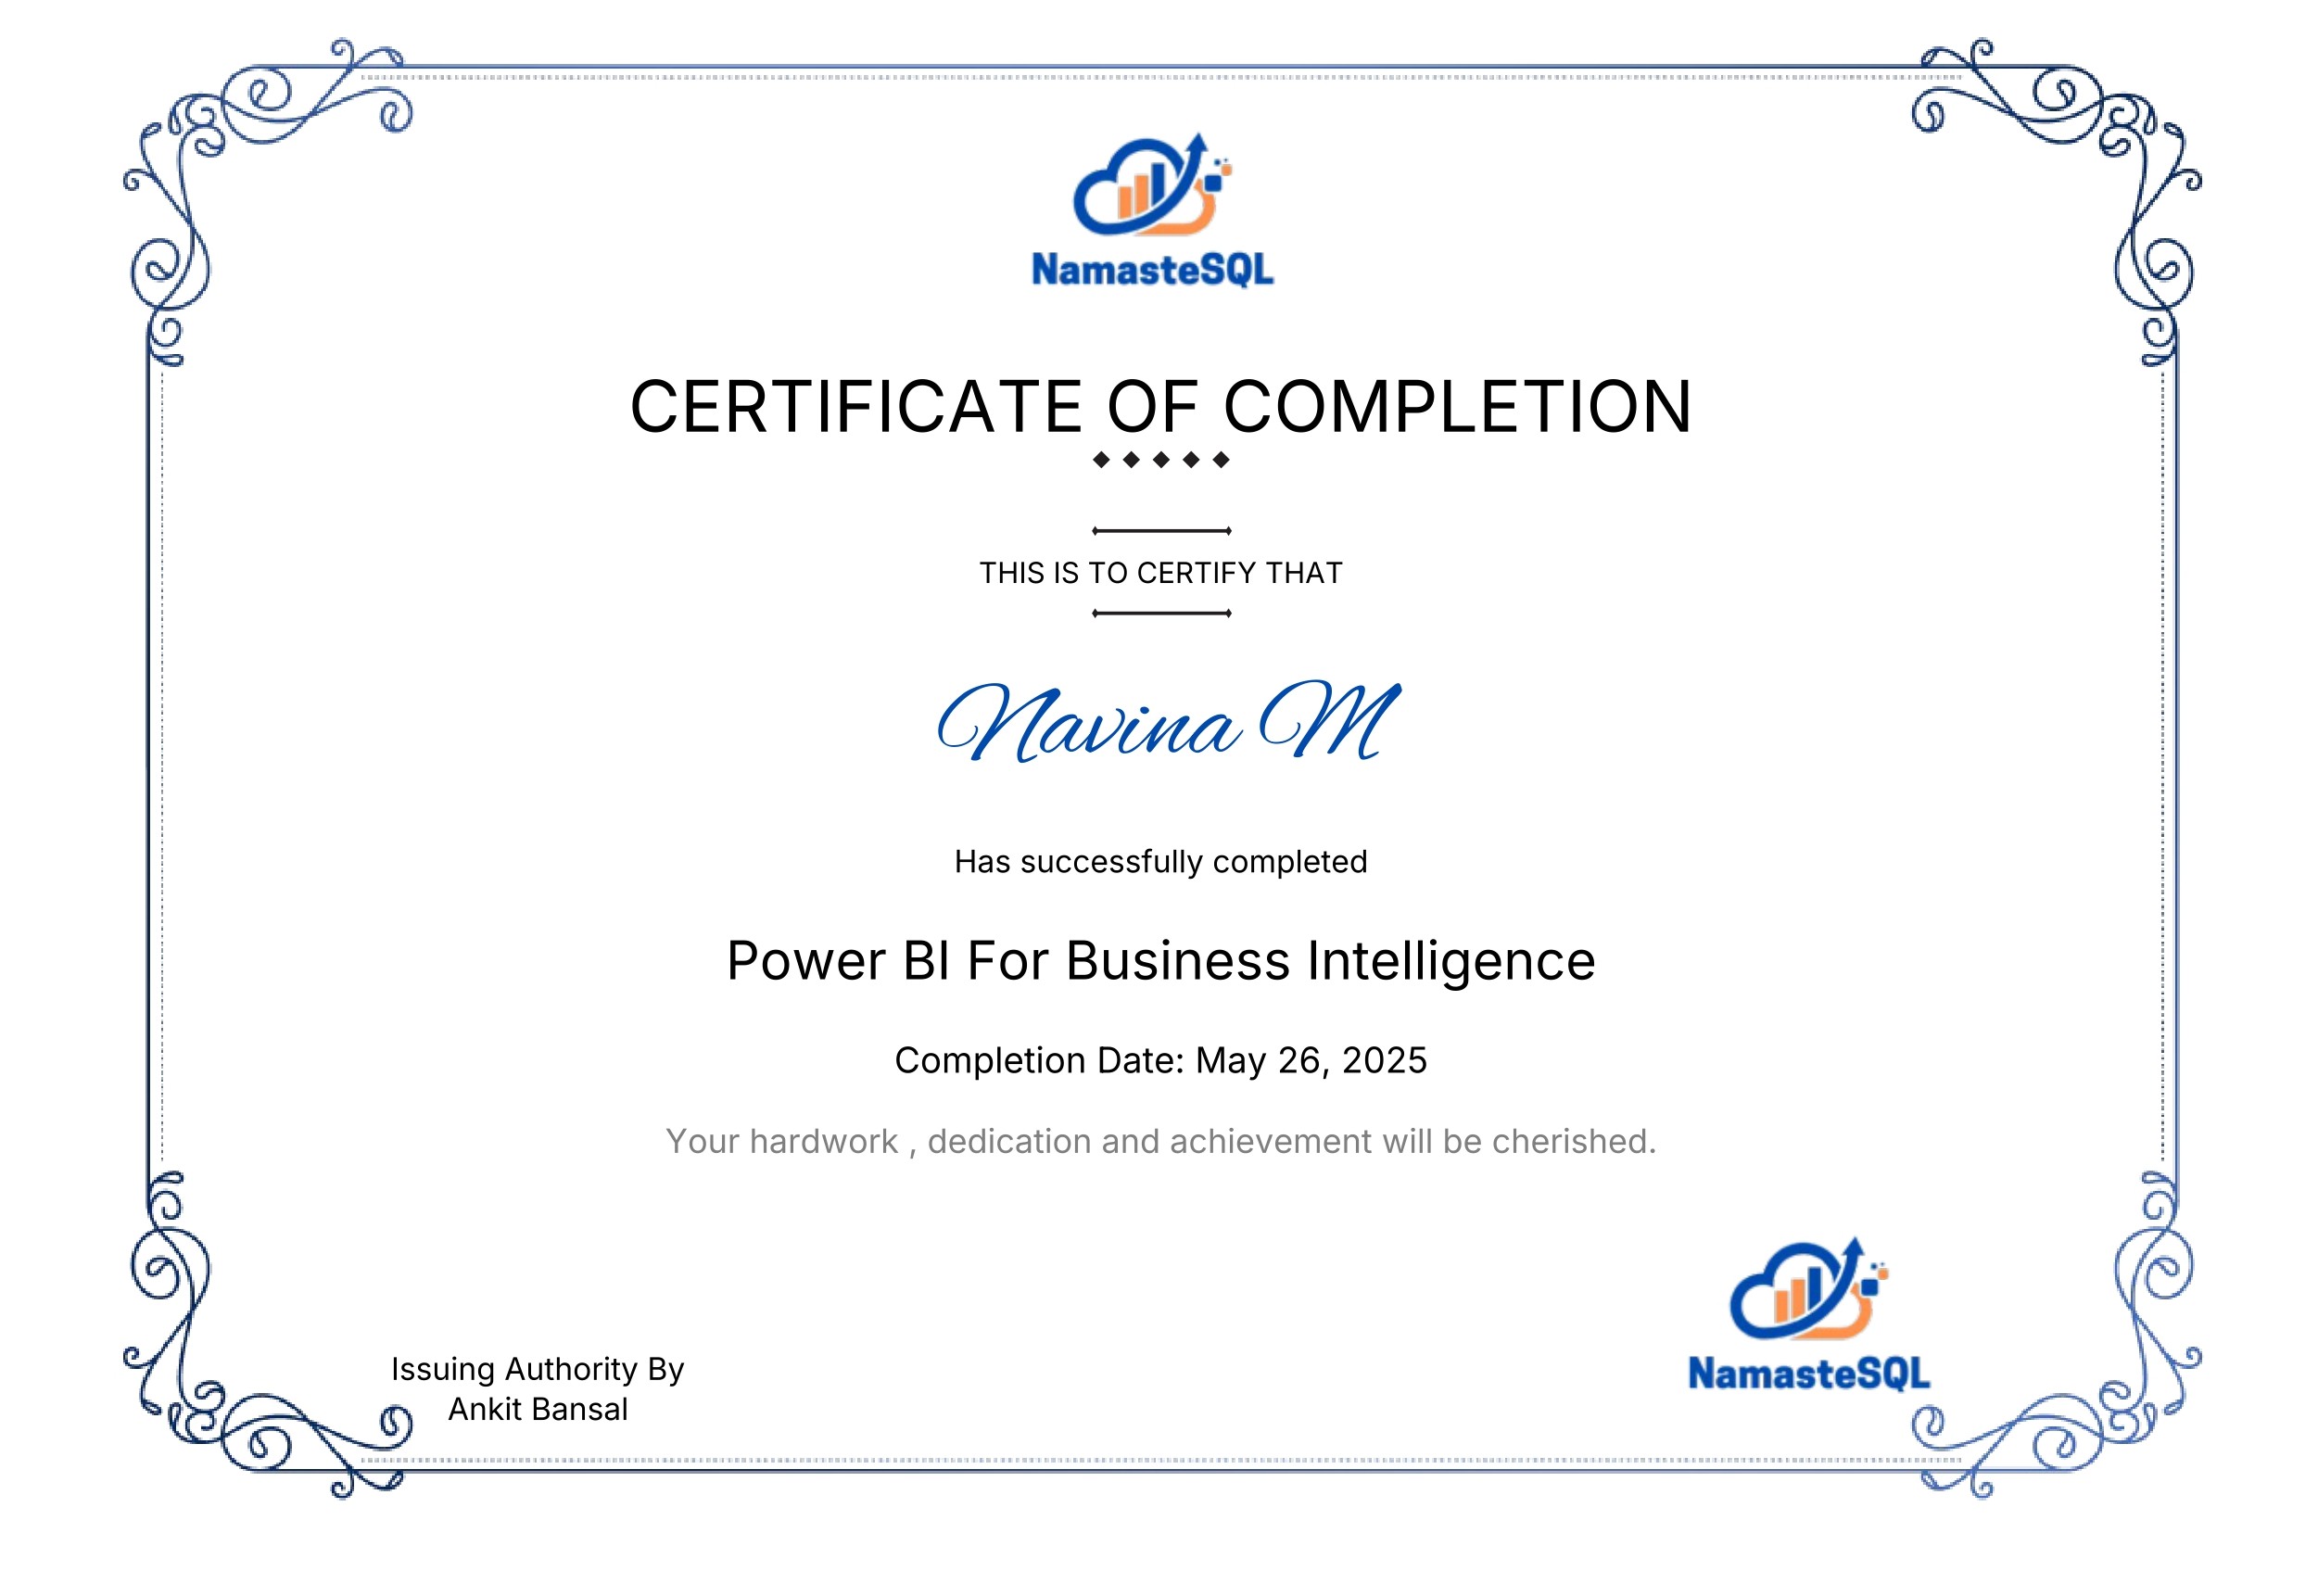 NamasteSQL
CERTIFICATE OF COMPLETION
THIS IS TO CERTIFY THAT
Navina M
Has successfully completed
Power BI For Business Intelligence
Completion Date: May 26, 2025
Your hardwork , dedication and achievement will be cherished.
Issuing Authority By
Ankit Bansal
NamasteSQL